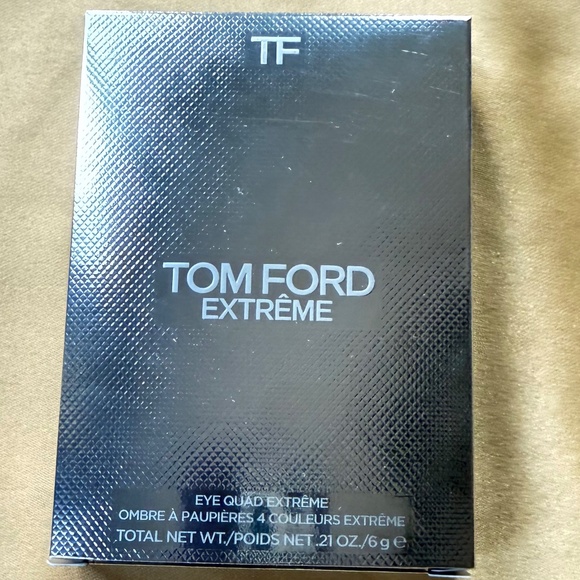 TF
TOM FORD
EXTRÊME
EYE QUAD EXTRÊME
OMBRE À PAUPIÈRES 4 COULEURS EXTRÊME
TOTAL NET WT./POIDS NET .21 OZ./6 g ℮